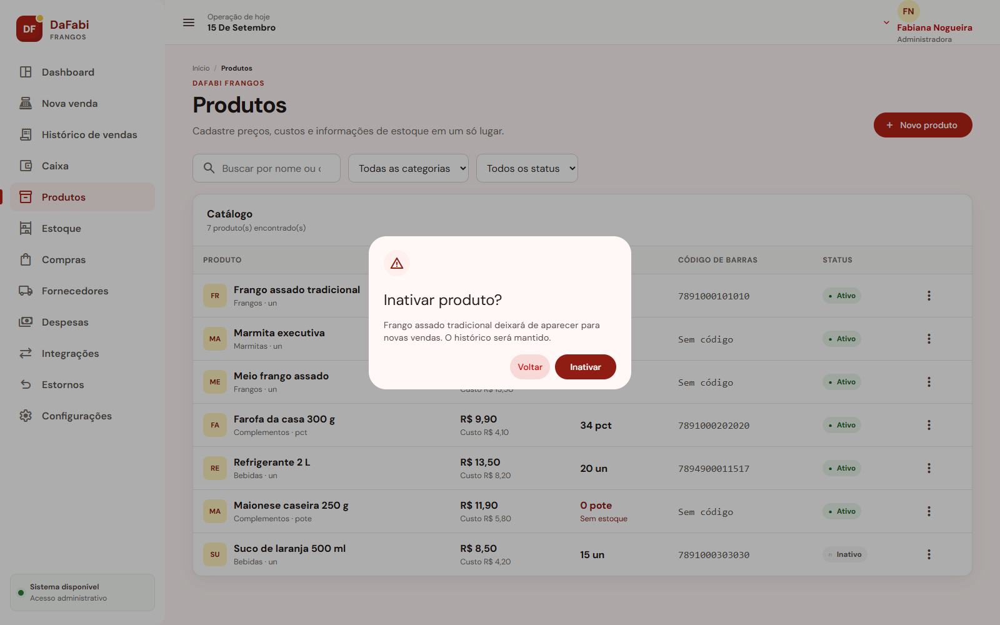 DF
DaFabi
FRANGOS
Dashboard
Nova venda
Histórico de vendas
Caixa
Produtos
Estoque
Compras
Fornecedores
Despesas
Integrações
Estornos
Configurações
Sistema disponível
Acesso administrativo
Operação de hoje
15 De Setembro
FN
Fabiana Nogueira
Administradora
Início / Produtos
DAFABI FRANGOS
Produtos
Cadastre preços, custos e informações de estoque em um só lugar.
+ Novo produto
Buscar por nome ou
Todas as categorias
Todos os status
Catálogo
7 produto(s) encontrado(s)
PRODUTO CÓDIGO DE BARRAS STATUS
FR Frango assado tradicional 7891000101010 Ativo
Frangos · un
MA Marmita executiva Sem código Ativo
Marmitas · un
ME Meio frango assado Sem código Ativo
Frangos · un
Custo R$ 13,50
FA Farofa da casa 300 g R$ 9,90 34 pct 7891000202020 Ativo
Complementos · pct Custo R$ 4,10
RE Refrigerante 2 L R$ 13,50 20 un 7894900011517 Ativo
Bebidas · un Custo R$ 8,20
MA Maionese caseira 250 g R$ 11,90 0 pote Sem código Ativo
Complementos · pote Custo R$ 5,80 Sem estoque
SU Suco de laranja 500 ml R$ 8,50 15 un 7891000303030 Inativo
Bebidas · un Custo R$ 4,20
Inativar produto?
Frango assado tradicional deixará de aparecer para
novas vendas. O histórico será mantido.
Voltar Inativar